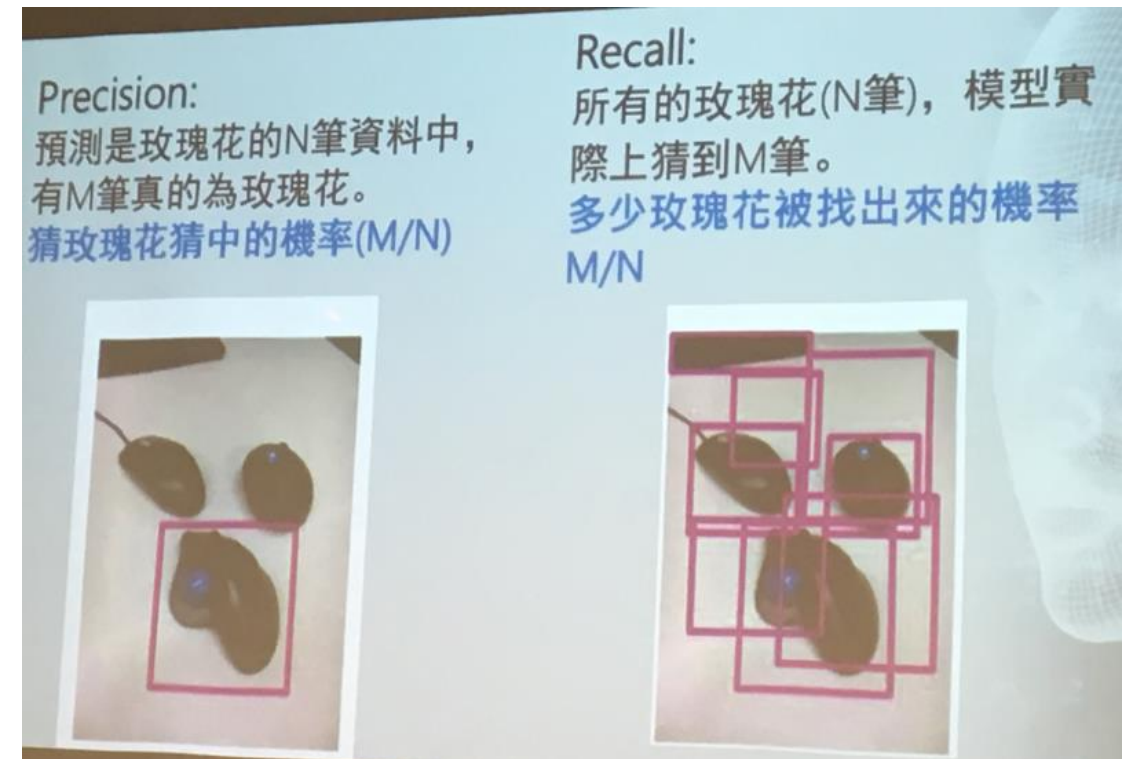 Precision:
預測是玫瑰花的N筆資料中，
有M筆真的為玫瑰花。
猜玫瑰花猜中的機率(M/N)
Recall:
所有的玫瑰花(N筆)，模型實
際上猜到M筆。
多少玫瑰花被找出來的機率
M/N